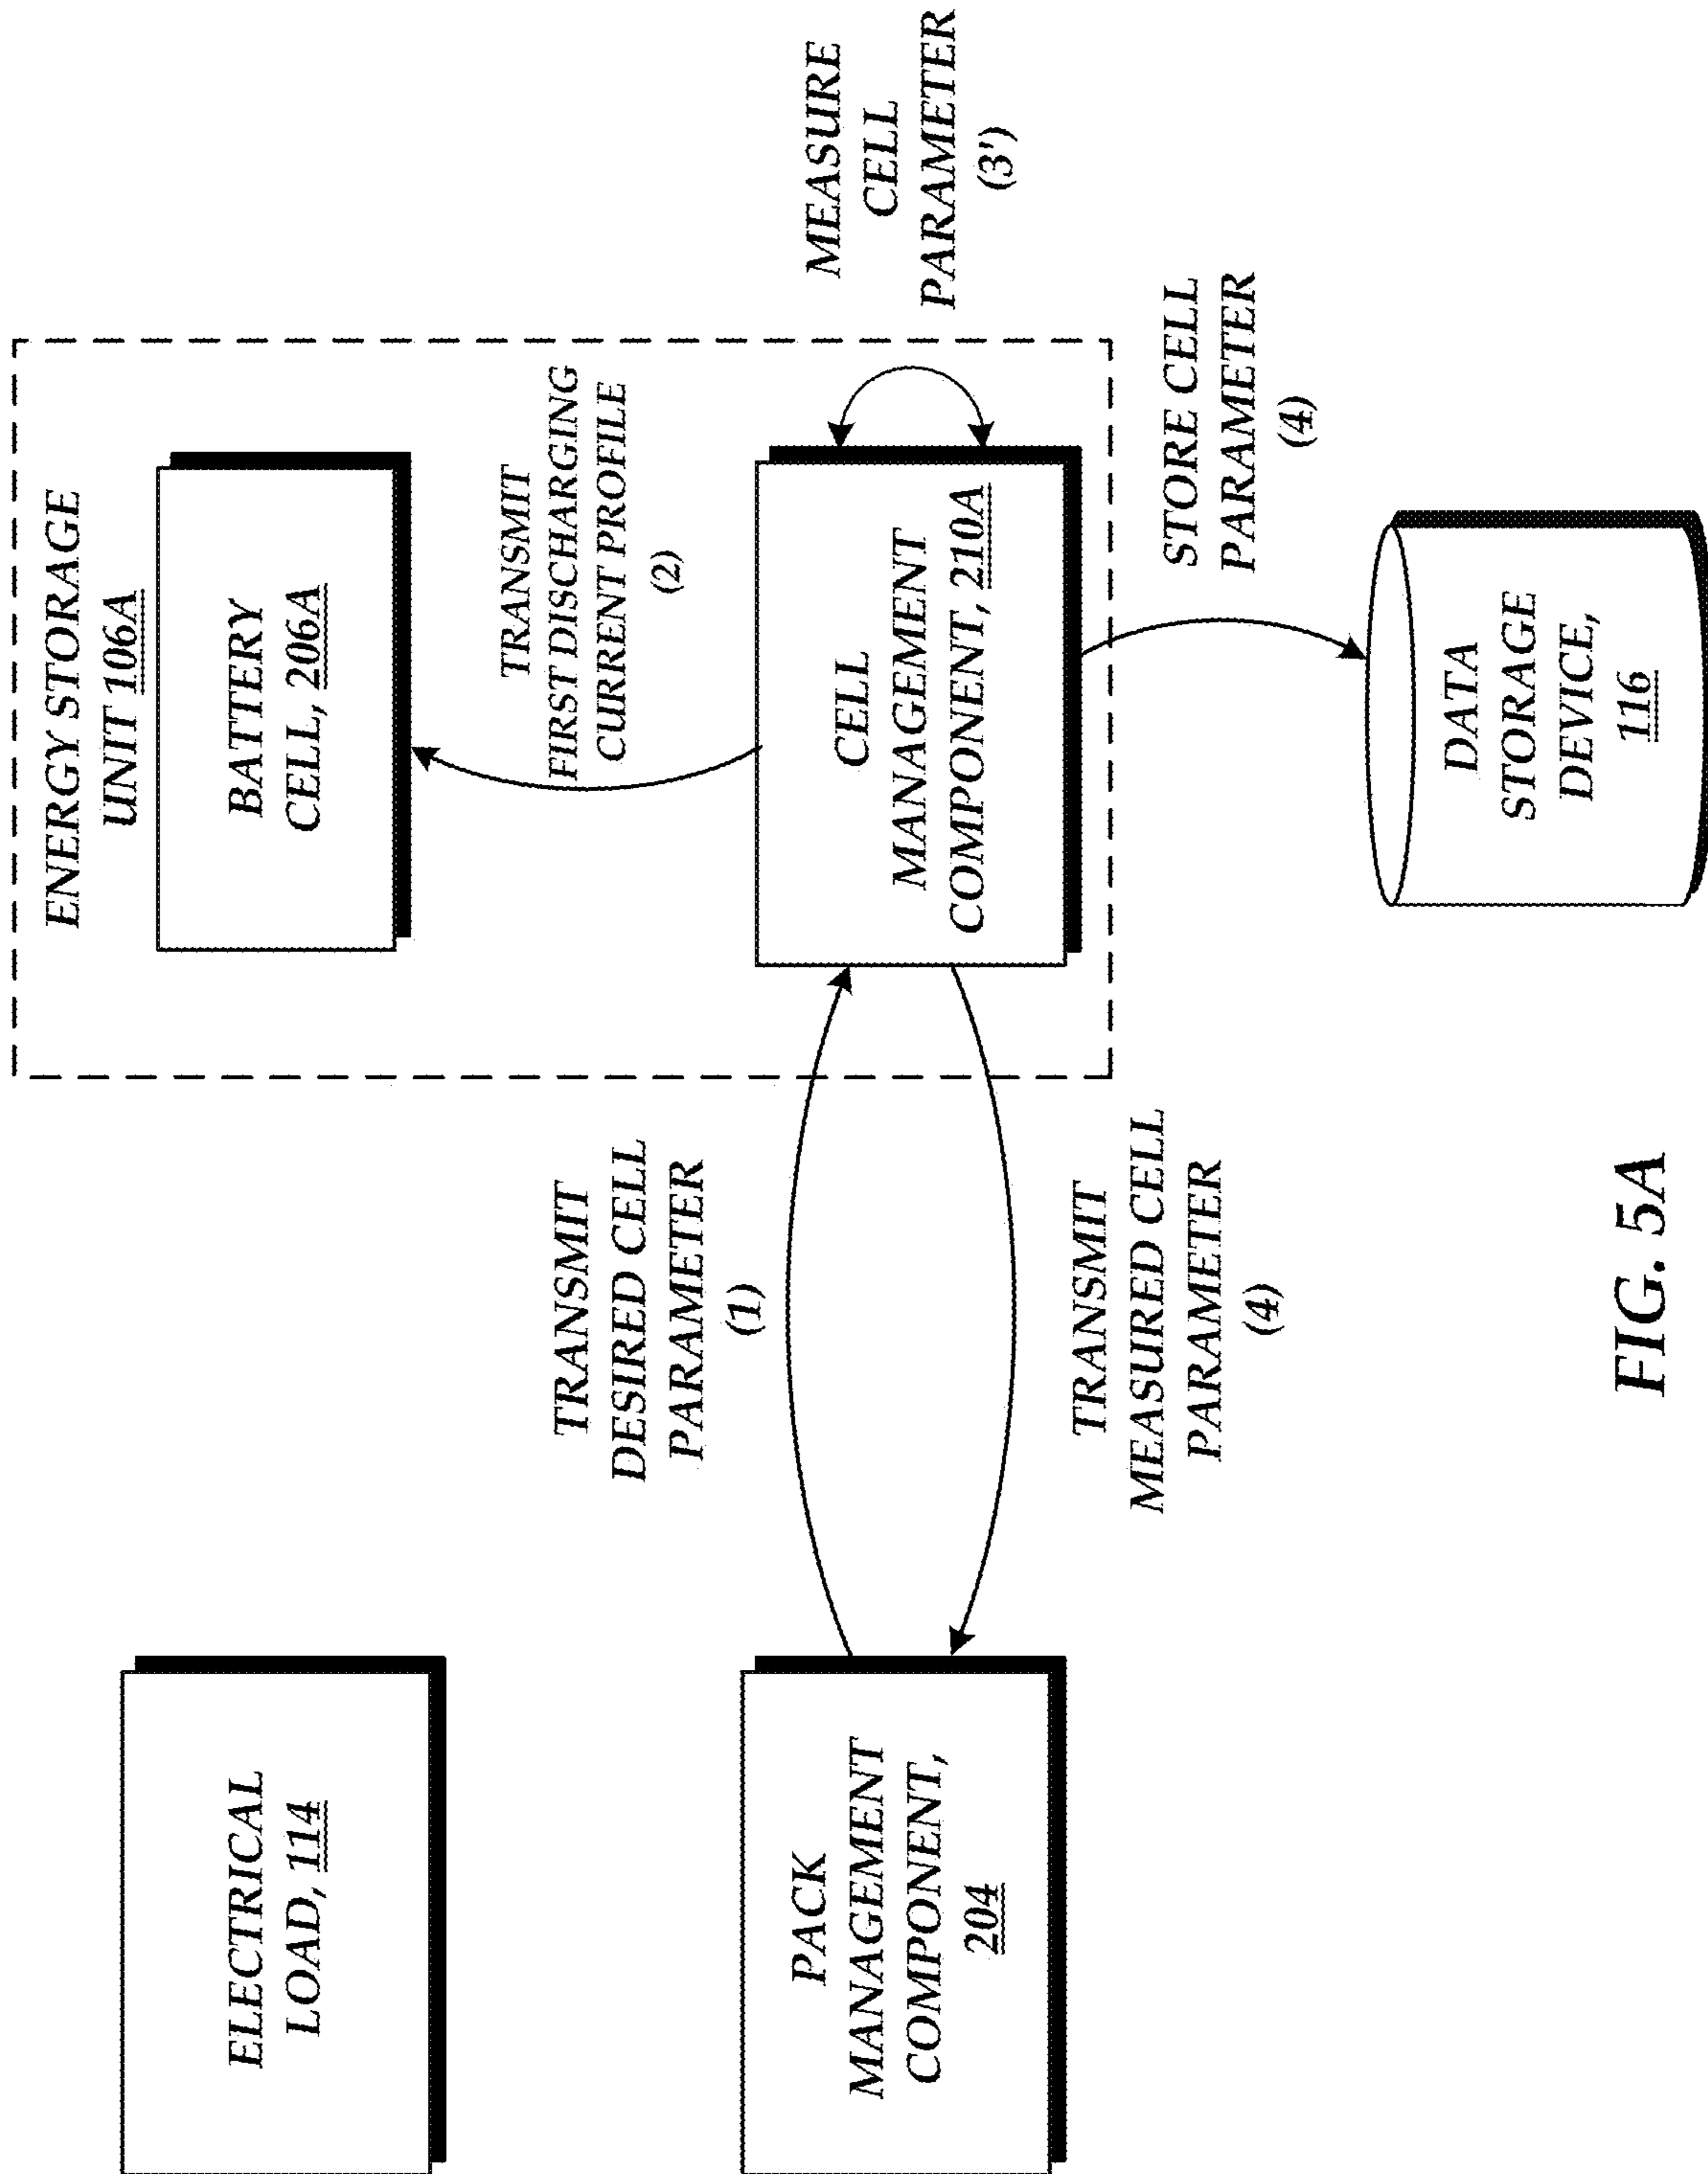 ELECTRICAL
LOAD, 114
PACK
MANAGEMENT
COMPONENT,
204
TRANSMIT
DESIRED CELL
PARAMETER
(1)
TRANSMIT
MEASURED CELL
PARAMETER
(4)
ENERGY STORAGE
UNIT 106A
BATTERY
CELL, 206A
TRANSMIT
FIRST DISCHARGING
CURRENT PROFILE
(2)
CELL
MANAGEMENT
COMPONENT, 210A
MEASURE
CELL
PARAMETER
(3')
STORE CELL
PARAMETER
(4)
DATA
STORAGE
DEVICE,
116
FIG. 5A